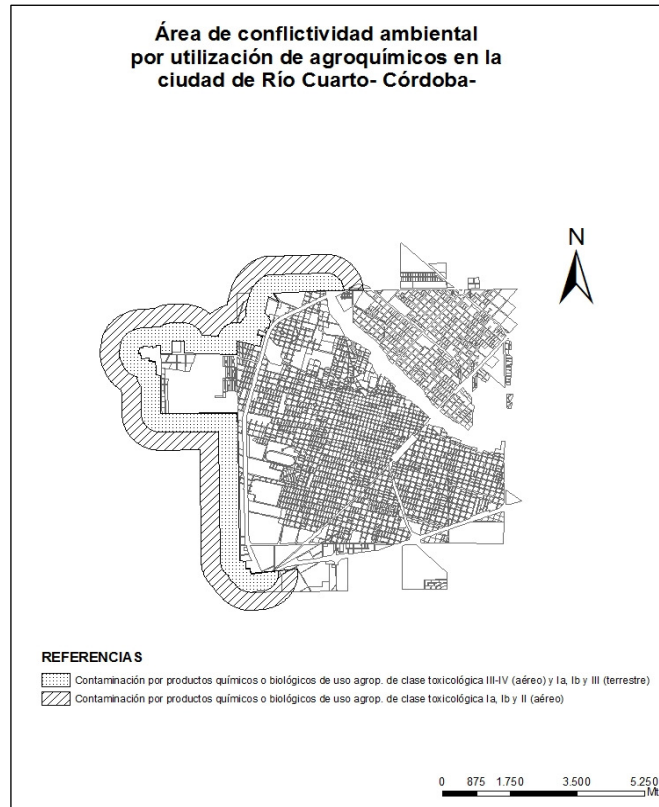 Área de conflictividad ambiental
por utilización de agroquímicos en la
ciudad de Río Cuarto- Córdoba-
N
REFERENCIAS
Contaminación por productos químicos o biológicos de uso agrop. de clase toxicológica III-IV (aéreo) y Ia, Ib y III (terrestre)
Contaminación por productos químicos o biológicos de uso agrop. de clase toxicológica Ia, Ib y II (aéreo)
0 875 1.750 3.500 5.250
Mt